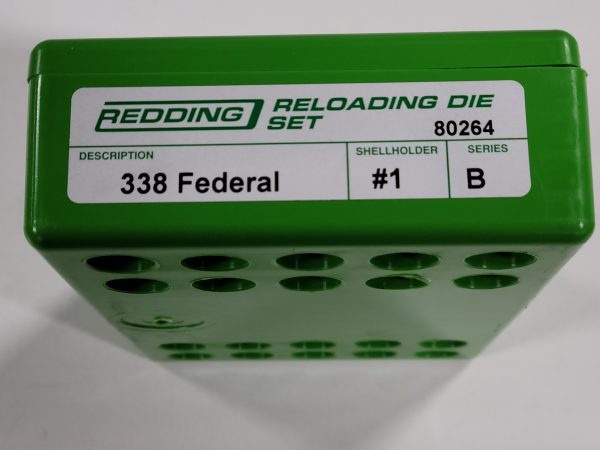 REDDING RELOADING DIE
SET
80264
DESCRIPTION SHELLHOLDER SERIES
338 Federal #1 B